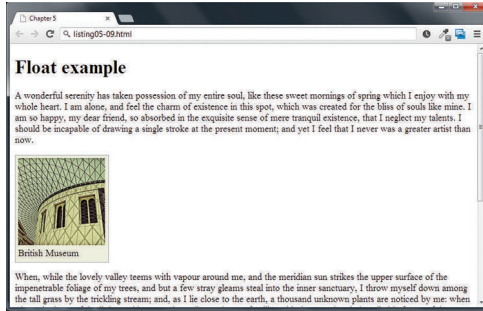 Chapter 5
listing05-09.html
Float example
A wonderful serenity has taken possession of my entire soul, like these sweet mornings of spring which I enjoy with my
whole heart. I am alone, and feel the charm of existence in this spot, which was created for the bliss of souls like mine. I
am so happy, my dear friend, so absorbed in the exquisite sense of mere tranquil existence, that I neglect my talents. I
should be incapable of drawing a single stroke at the present moment; and yet I feel that I never was a greater artist than
now.
British Museum
When, while the lovely valley teems with vapour around me, and the meridian sun strikes the upper surface of the
impenetrable foliage of my trees, and but a few stray gleams steal into the inner sanctuary, I throw myself down among
the tall grass by the trickling stream; and, as I lie close to the earth, a thousand unknown plants are noticed by me: when